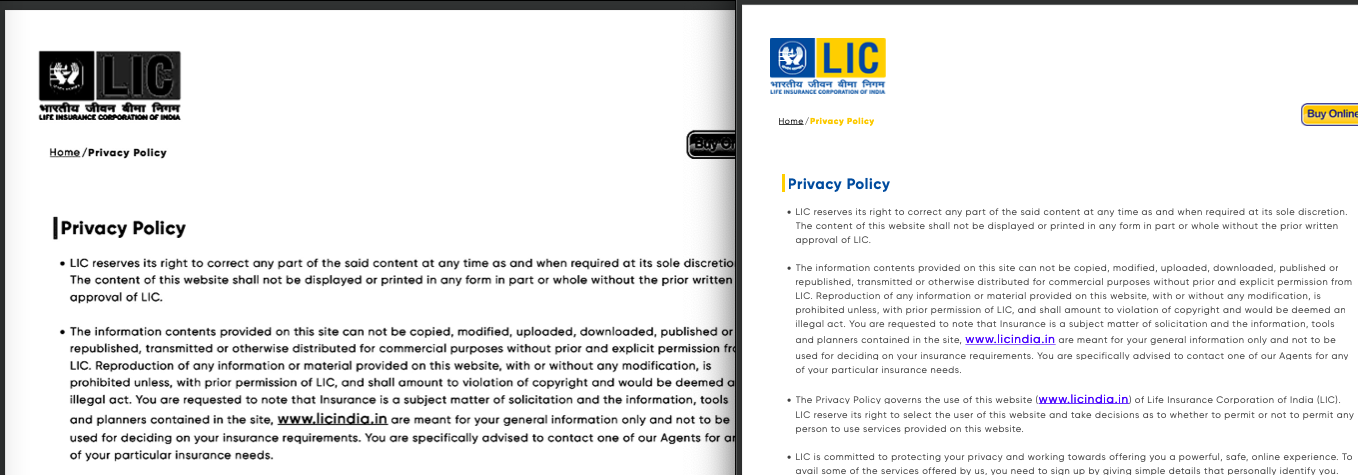 LIC
भारतीय जीवन बीमा निगम
LIFE INSURANCE CORPORATION OF INDIA
Home /Privacy Policy
Buy
Privacy Policy
• LIC reserves its right to correct any part of the said content at any time as and when required at its sole discretio
The content of this website shall not be displayed or printed in any form in part or whole without the prior written
approval of LIC.
• The information contents provided on this site can not be copied, modified, uploaded, downloaded, published or
republished, transmitted or otherwise distributed for commercial purposes without prior and explicit permission fr
LIC. Reproduction of any information or material provided on this website, with or without any modification, is
prohibited unless, with prior permission of LIC, and shall amount to violation of copyright and would be deemed a
illegal act. You are requested to note that Insurance is a subject matter of solicitation and the information, tools
and planners contained in the site, www.licindia.in are meant for your general information only and not to be
used for deciding on your insurance requirements. You are specifically advised to contact one of our Agents for a
of your particular insurance needs.
LIC
भारतीय जीवन बीमा निगम
LIFE INSURANCE CORPORATION OF INDIA
Home /Privacy Policy
Buy Online
Privacy Policy
• LIC reserves its right to correct any part of the said content at any time as and when required at its sole discretion.
The content of this website shall not be displayed or printed in any form in part or whole without the prior written
approval of LIC.
• The information contents provided on this site can not be copied, modified, uploaded, downloaded, published or
republished, transmitted or otherwise distributed for commercial purposes without prior and explicit permission from
LIC. Reproduction of any information or material provided on this website, with or without any modification, is
prohibited unless, with prior permission of LIC, and shall amount to violation of copyright and would be deemed an
illegal act. You are requested to note that Insurance is a subject matter of solicitation and the information, tools
and planners contained in the site, www.licindia.in are meant for your general information only and not to be
used for deciding on your insurance requirements. You are specifically advised to contact one of our Agents for any
of your particular insurance needs.
• The Privacy Policy governs the use of this website (www.licindia.in) of Life Insurance Corporation of India (LIC).
LIC reserve its right to select the user of this website and take decisions as to whether to permit or not to permit any
person to use services provided on this website.
• LIC is committed to protecting your privacy and working towards offering you a powerful, safe, online experience. To
avail some of the services offered by us, you need to sign up by giving simple details that personally identify you.